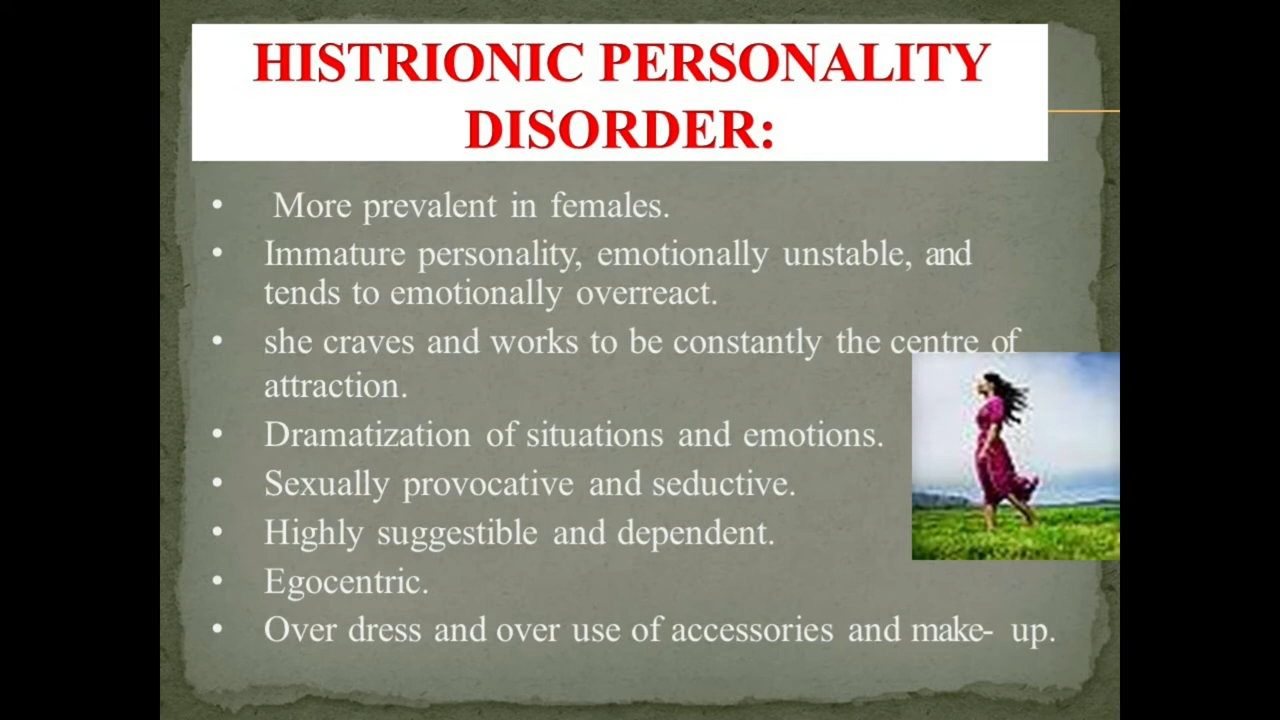 HISTRIONIC PERSONALITY
DISORDER:
• More prevalent in females.
• Immature personality, emotionally unstable, and
tends to emotionally overreact.
• she craves and works to be constantly the centre of
attraction.
• Dramatization of situations and emotions.
• Sexually provocative and seductive.
• Highly suggestible and dependent.
• Egocentric.
• Over dress and over use of accessories and make- up.